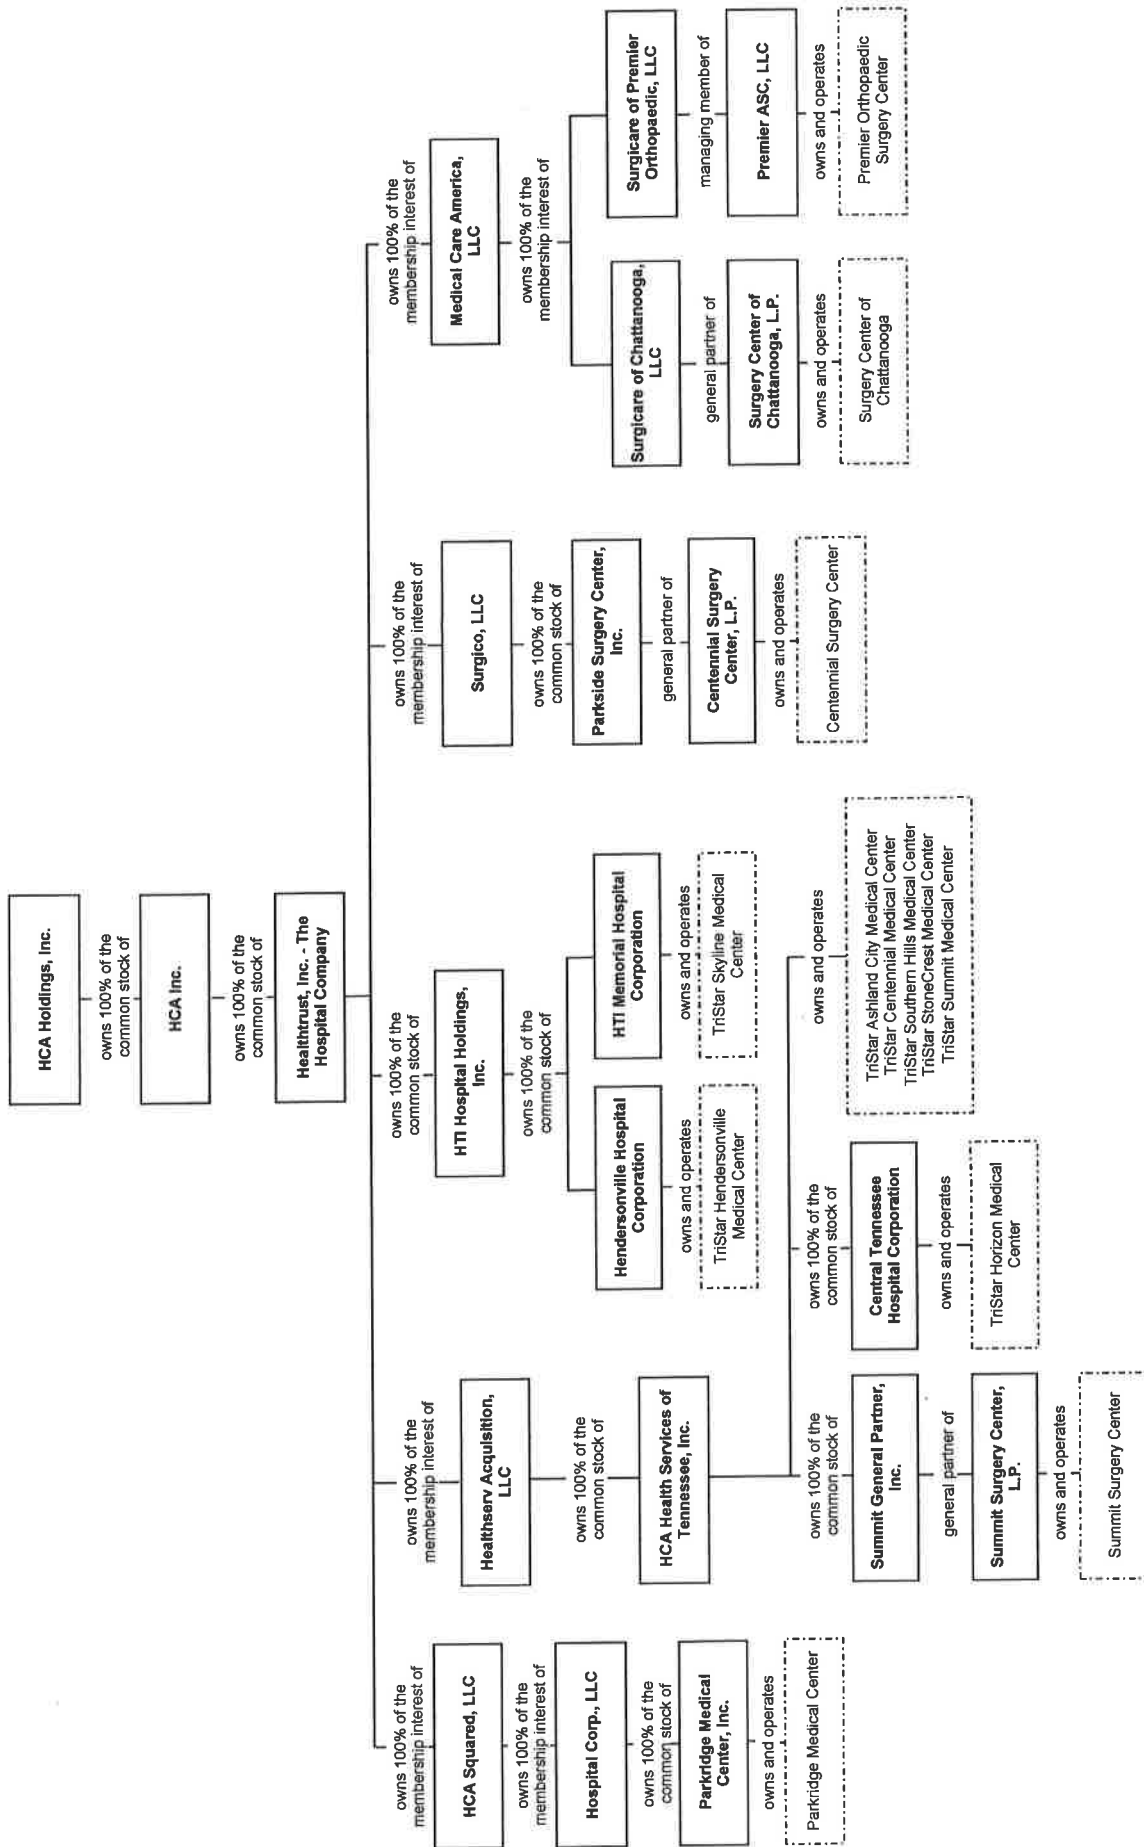 HCA Holdings, Inc.
owns 100% of the
common stock of
HCA Inc.
owns 100% of the
common stock of
Healthtrust, Inc. - The
Hospital Company
owns 100% of the
membership interest of
HCA Squared, LLC
owns 100% of the
membership interest of
Hospital Corp., LLC
owns 100% of the
common stock of
Parkridge Medical
Center, Inc.
owns and operates
Parkridge Medical Center
owns 100% of the
membership interest of
Healthserv Acquisition,
LLC
owns 100% of the
common stock of
HCA Health Services of
Tennessee, Inc.
owns 100% of the
common stock of
Summit General Partner,
Inc.
general partner of
Summit Surgery Center,
L.P.
owns and operates
Summit Surgery Center
owns 100% of the
common stock of
Central Tennessee
Hospital Corporation
owns and operates
TriStar Horizon Medical
Center
owns and operates
TriStar Ashland City Medical Center
TriStar Centennial Medical Center
TriStar Southern Hills Medical Center
TriStar StoneCrest Medical Center
TriStar Summit Medical Center
owns 100% of the
common stock of
HTI Hospital Holdings,
Inc.
owns 100% of the
common stock of
Hendersonville Hospital
Corporation
owns and operates
TriStar Hendersonville
Medical Center
HTI Memorial Hospital
Corporation
owns and operates
TriStar Skyline Medical
Center
owns 100% of the
membership interest of
Surgico, LLC
owns 100% of the
common stock of
Parkside Surgery Center,
Inc.
general partner of
Centennial Surgery
Center, L.P.
owns and operates
Centennial Surgery Center
owns 100% of the
membership interest of
Medical Care America,
LLC
owns 100% of the
membership interest of
Surgicare of Chattanooga,
LLC
general partner of
Surgery Center of
Chattanooga, L.P.
owns and operates
Surgery Center of
Chattanooga
Surgicare of Premier
Orthopaedic, LLC
managing member of
Premier ASC, LLC
owns and operates
Premier Orthopaedic
Surgery Center